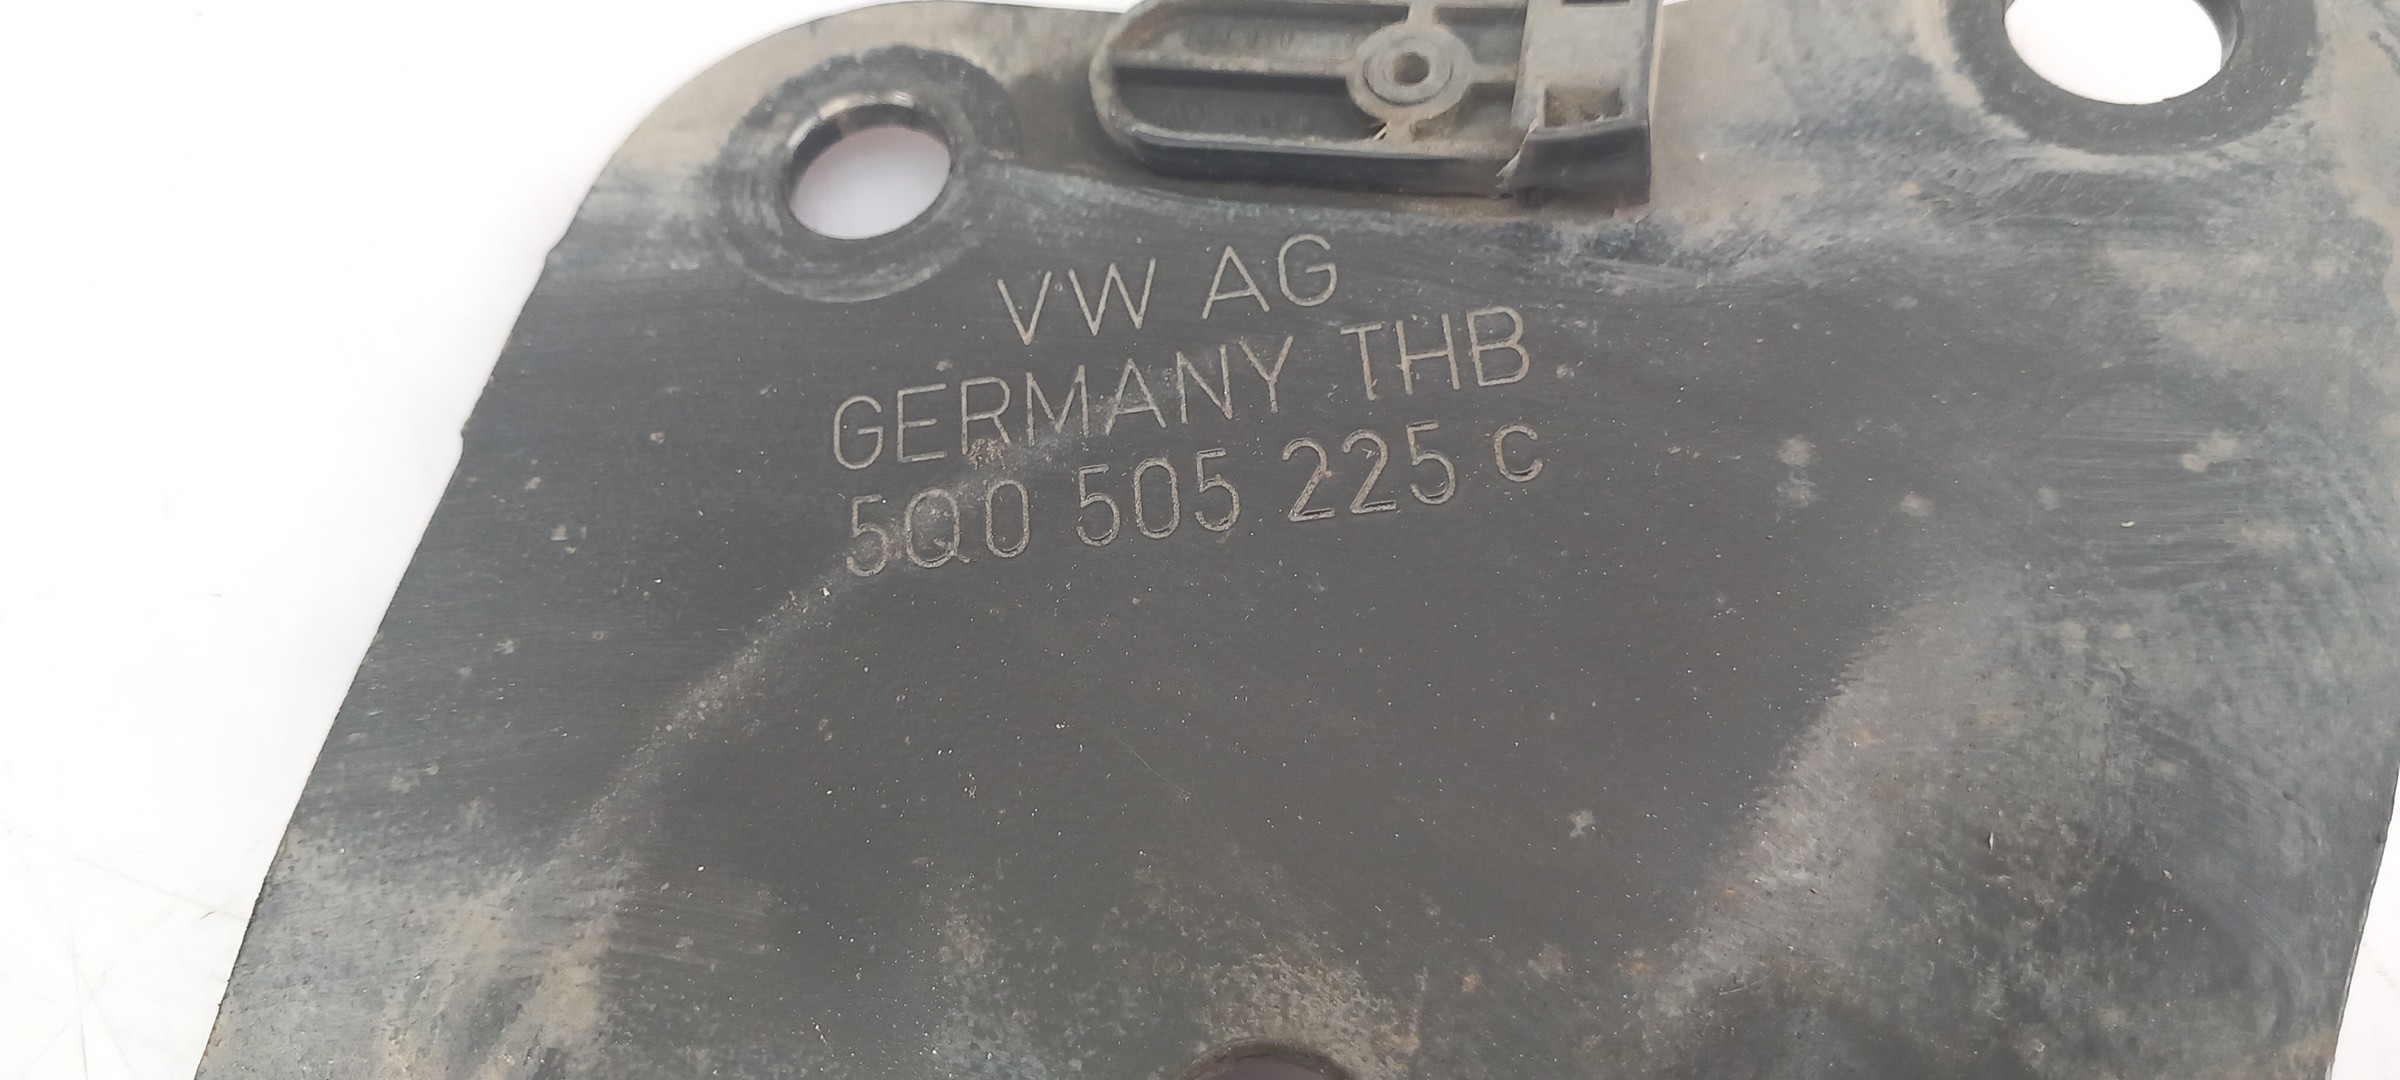 VW AG
GERMANY THB
5Q0 505 225 C